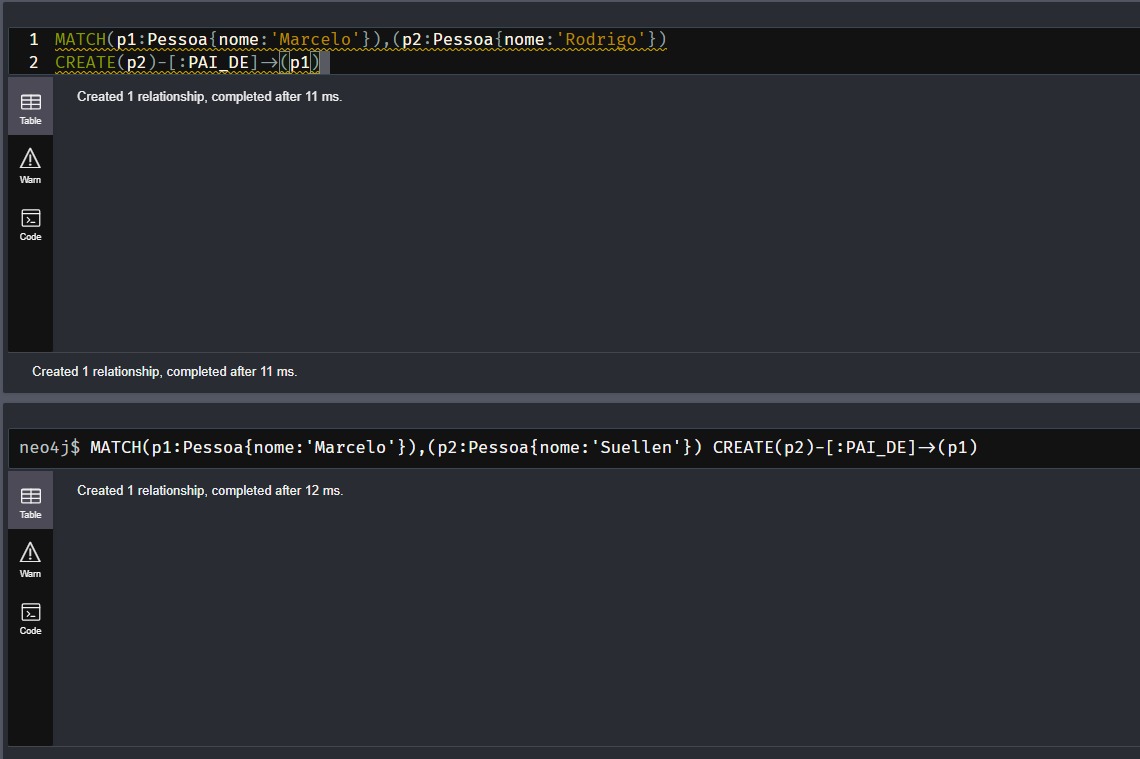 1 MATCH(p1:Pessoa{nome:'Marcelo'}),(p2:Pessoa{nome:'Rodrigo'})
2 CREATE(p2)-[:PAI_DE]->(p1)
Created 1 relationship, completed after 11 ms.
Table
Warn
Code
Created 1 relationship, completed after 11 ms.
neo4j$ MATCH(p1:Pessoa{nome:'Marcelo'}),(p2:Pessoa{nome:'Suellen'}) CREATE(p2)-[:PAI_DE]->(p1)
Created 1 relationship, completed after 12 ms.
Table
Warn
Code